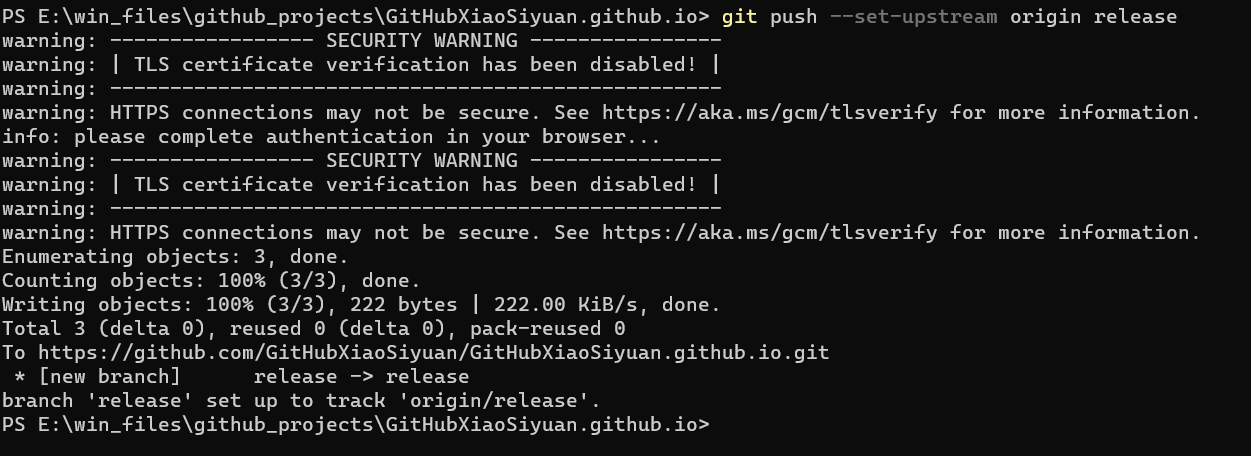 PS E:\win_files\github_projects\GitHubXiaoSiyuan.github.io> git push --set-upstream origin release
warning: ----------------- SECURITY WARNING ----------------
warning: | TLS certificate verification has been disabled! |
warning: ---------------------------------------------------
warning: HTTPS connections may not be secure. See https://aka.ms/gcm/tlsverify for more information.
info: please complete authentication in your browser...
warning: ----------------- SECURITY WARNING ----------------
warning: | TLS certificate verification has been disabled! |
warning: ---------------------------------------------------
warning: HTTPS connections may not be secure. See https://aka.ms/gcm/tlsverify for more information.
Enumerating objects: 3, done.
Counting objects: 100% (3/3), done.
Writing objects: 100% (3/3), 222 bytes | 222.00 KiB/s, done.
Total 3 (delta 0), reused 0 (delta 0), pack-reused 0
To https://github.com/GitHubXiaoSiyuan/GitHubXiaoSiyuan.github.io.git
 * [new branch]      release -> release
branch 'release' set up to track 'origin/release'.
PS E:\win_files\github_projects\GitHubXiaoSiyuan.github.io>